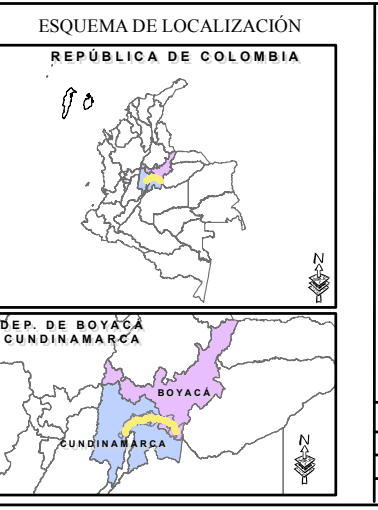 ESQUEMA DE LOCALIZACIÓN
REPÚBLICA DE COLOMBIA
N
DEP. DE BOYACÁ
CUNDINAMARCA
BOYACÁ
CUNDINAMARCA
N